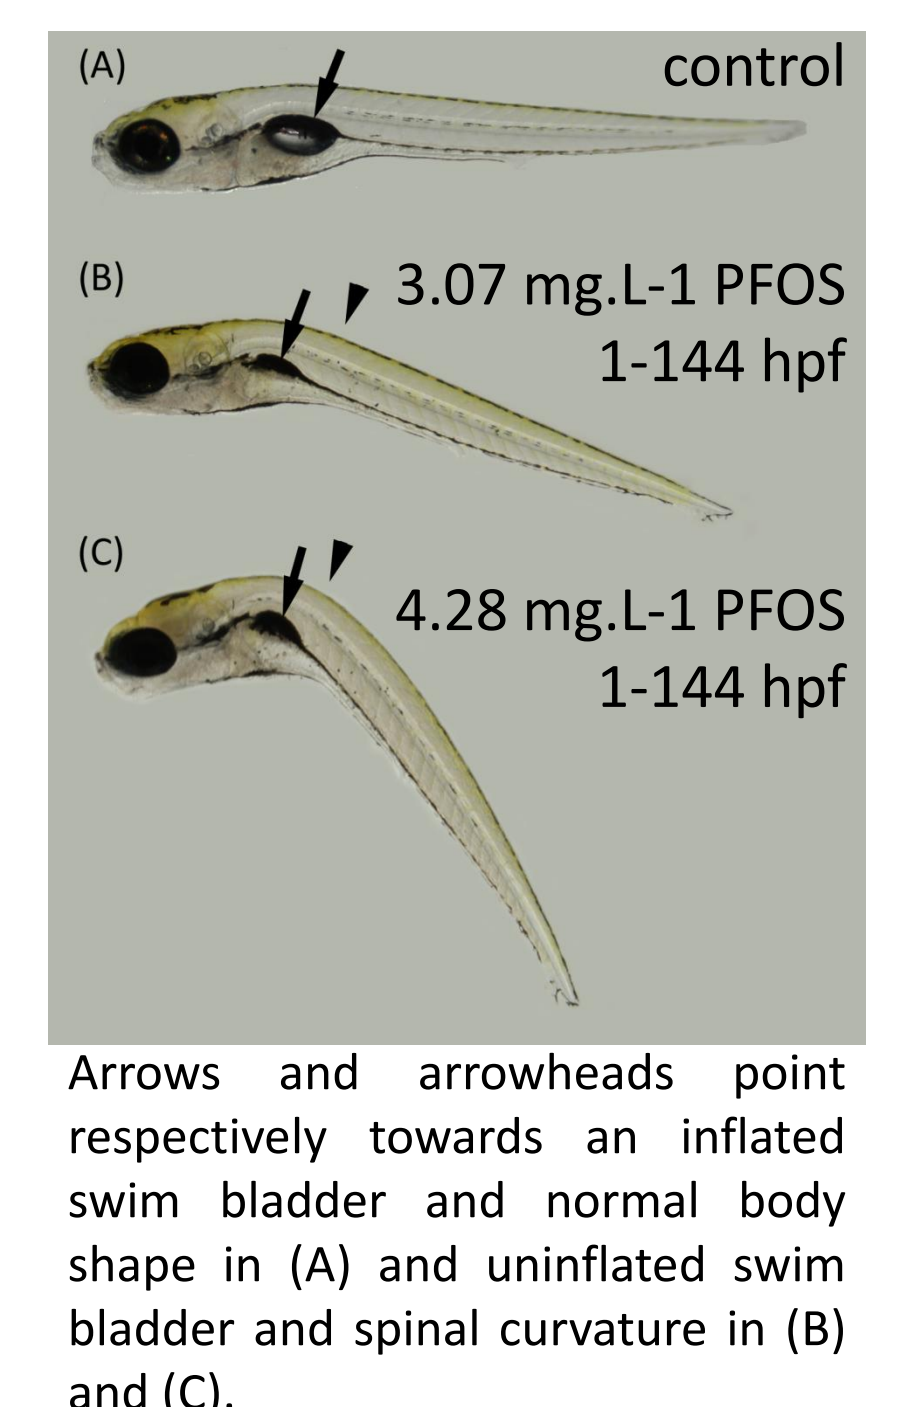 (A)
control
(B)
3.07 mg.L-1 PFOS
1-144 hpf
(C)
4.28 mg.L-1 PFOS
1-144 hpf
Arrows and arrowheads point
respectively towards an inflated
swim bladder and normal body
shape in (A) and uninflated swim
bladder and spinal curvature in (B)
and (C).